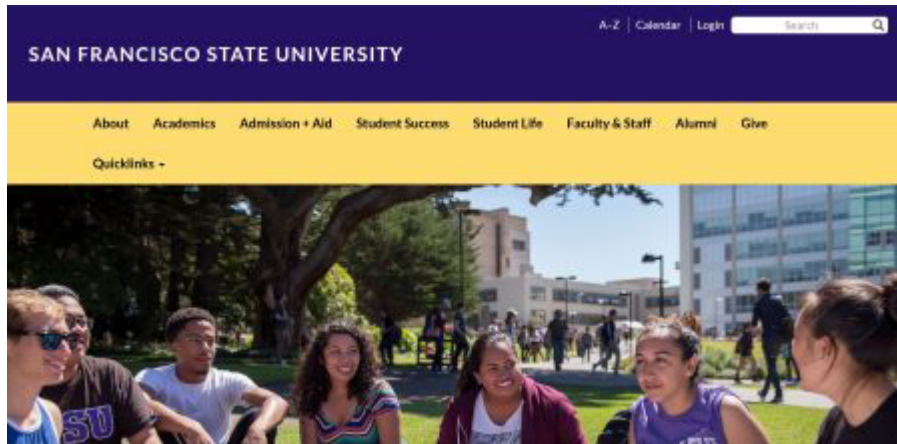 A-Z | Calendar | Login Search
SAN FRANCISCO STATE UNIVERSITY
About Academics Admission + Aid Student Success Student Life Faculty & Staff Alumni Give
Quicklinks
SU